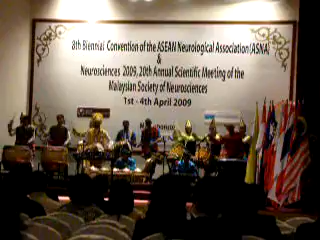 8th Biennial Convention of the ASEAN Neurological Association (ASNA)
&
Neurosciences 2009, 20th Annual Scientific Meeting of the
Malaysian Society of Neurosciences
1st - 4th April 2009